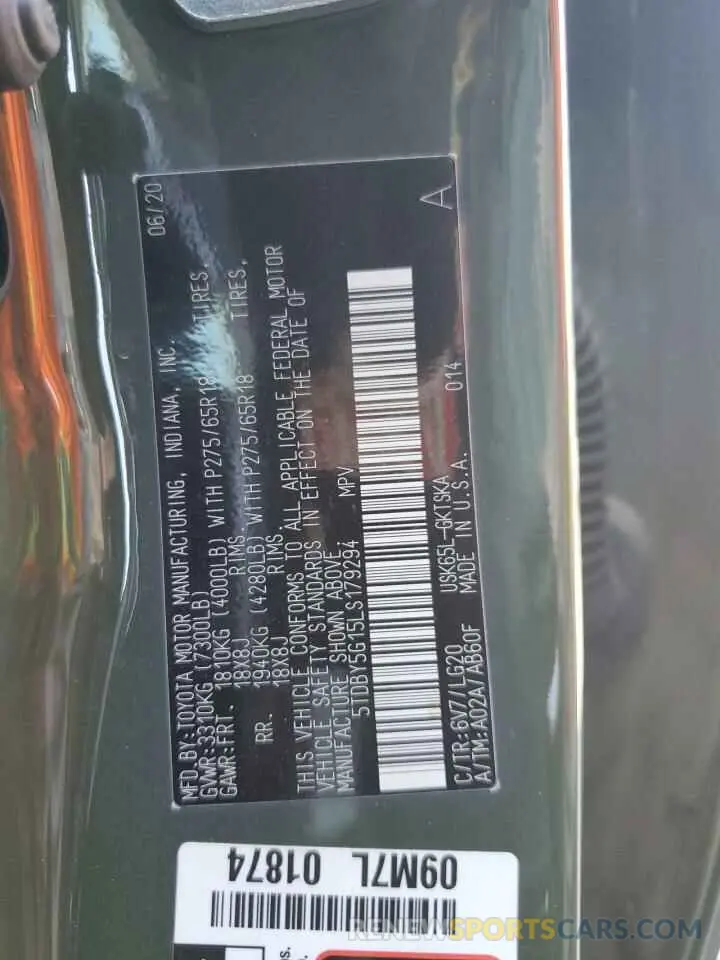 MFD. BY: TOYOTA MOTOR MANUFACTURING, INDIANA, INC. 06/20
GVWR: 3310KG (7300LB)
GAWR: FRT. 1810KG (4000LB) WITH P275/65R18 TIRES,
18X8J RIMS.
RR. 1940KG (4280LB) WITH P275/65R18 TIRES,
18X8J RIMS.
THIS VEHICLE CONFORMS TO ALL APPLICABLE FEDERAL MOTOR
VEHICLE SAFETY STANDARDS IN EFFECT ON THE DATE OF
MANUFACTURE SHOWN ABOVE.
5TDBY5G15LS179294 MPV
A
C/TR: 6V7/LG20 USK65L-GKTSKA
A/TM: A02A/AB60F MADE IN U.S.A. 014
09M7L 01874
RENEWSPORTSCARS.COM